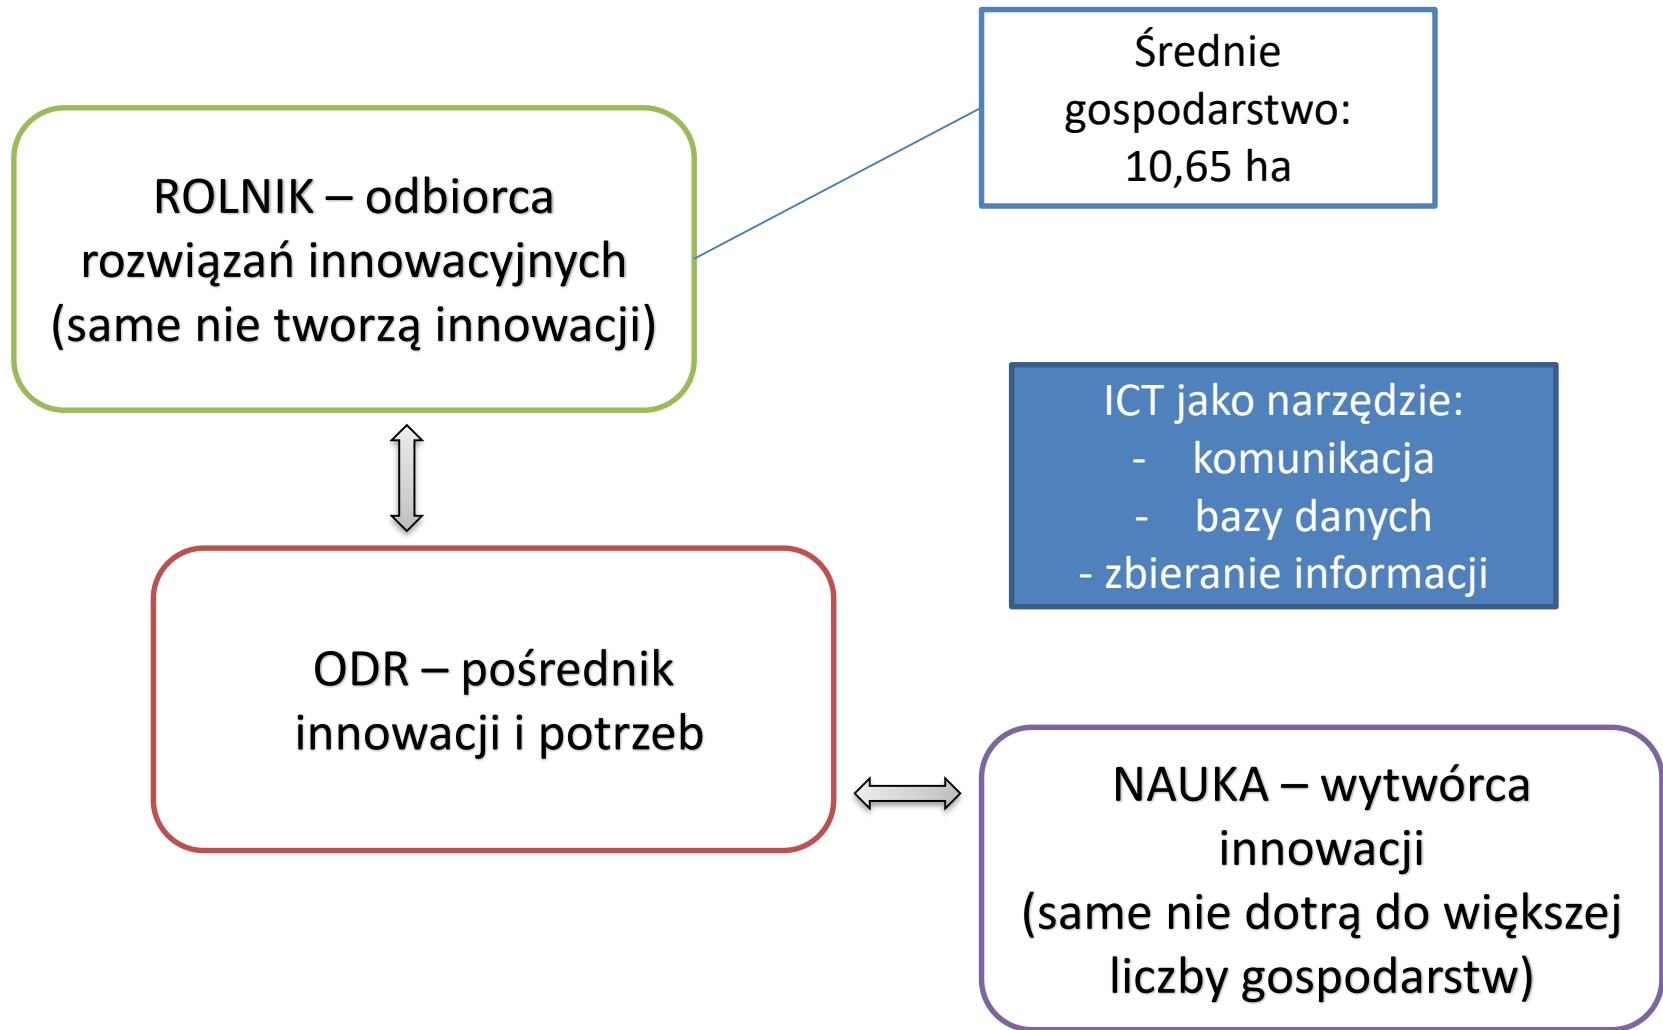 Średnie
gospodarstwo:
10,65 ha
ROLNIK – odbiorca
rozwiązań innowacyjnych
(same nie tworzą innowacji)
ICT jako narzędzie:
- komunikacja
- bazy danych
- zbieranie informacji
ODR – pośrednik
innowacji i potrzeb
NAUKA – wytwórca
innowacji
(same nie dotrą do większej
liczby gospodarstw)